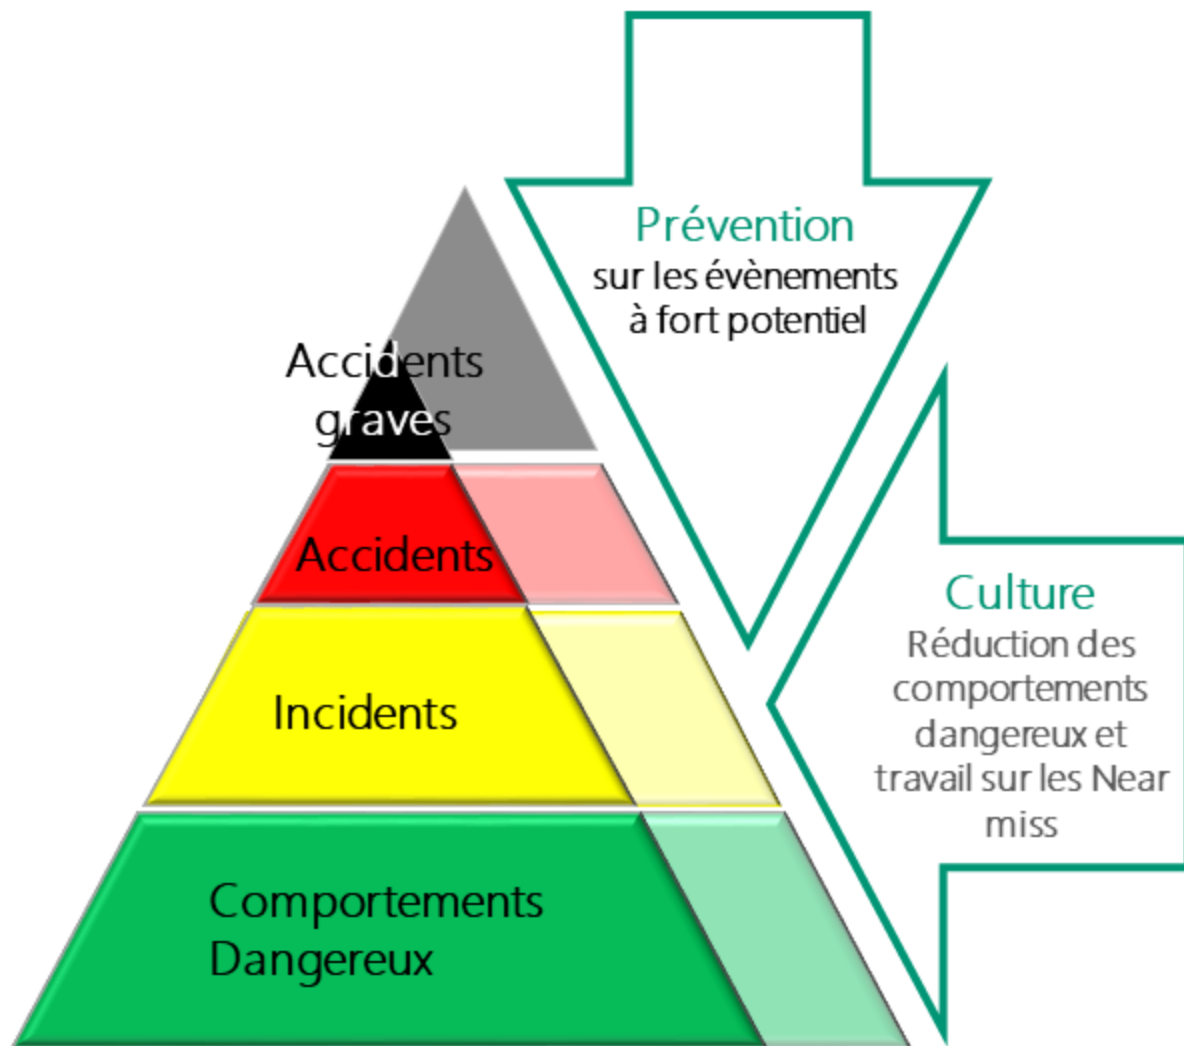 Prévention
sur les évènements
à fort potentiel
Accidents
graves
Accidents
Culture
Réduction des
comportements
dangereux et
travail sur les Near
miss
Incidents
Comportements
Dangereux